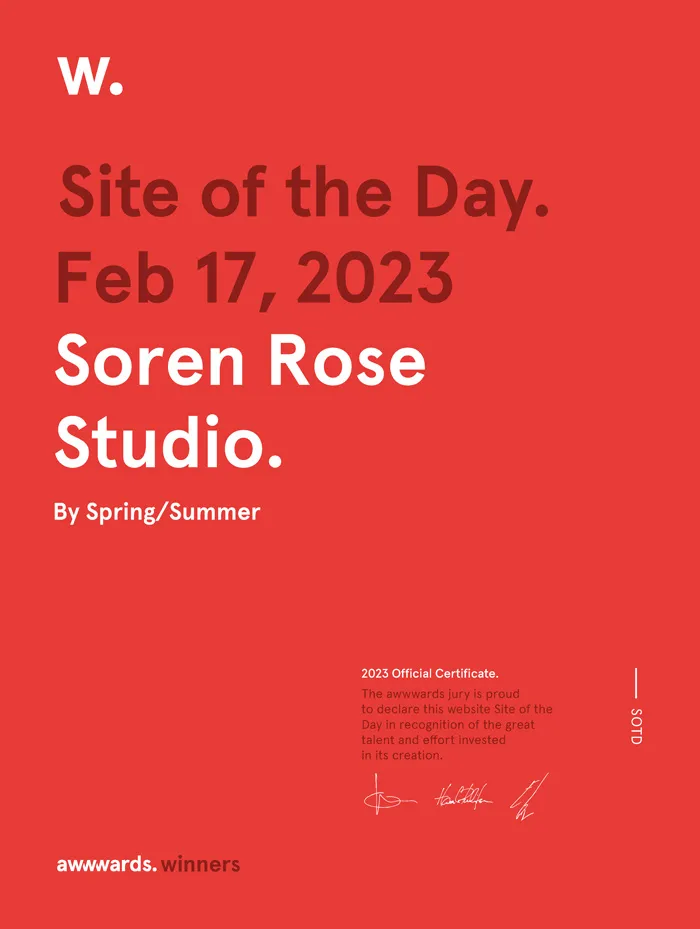 w.
Site of the Day.
Feb 17, 2023
Soren Rose
Studio.
By Spring/Summer
2023 Official Certificate.
The awwwards jury is proud
to declare this website Site of the
Day in recognition of the great
talent and effort invested
in its creation.
SOTD
awwwards. winners